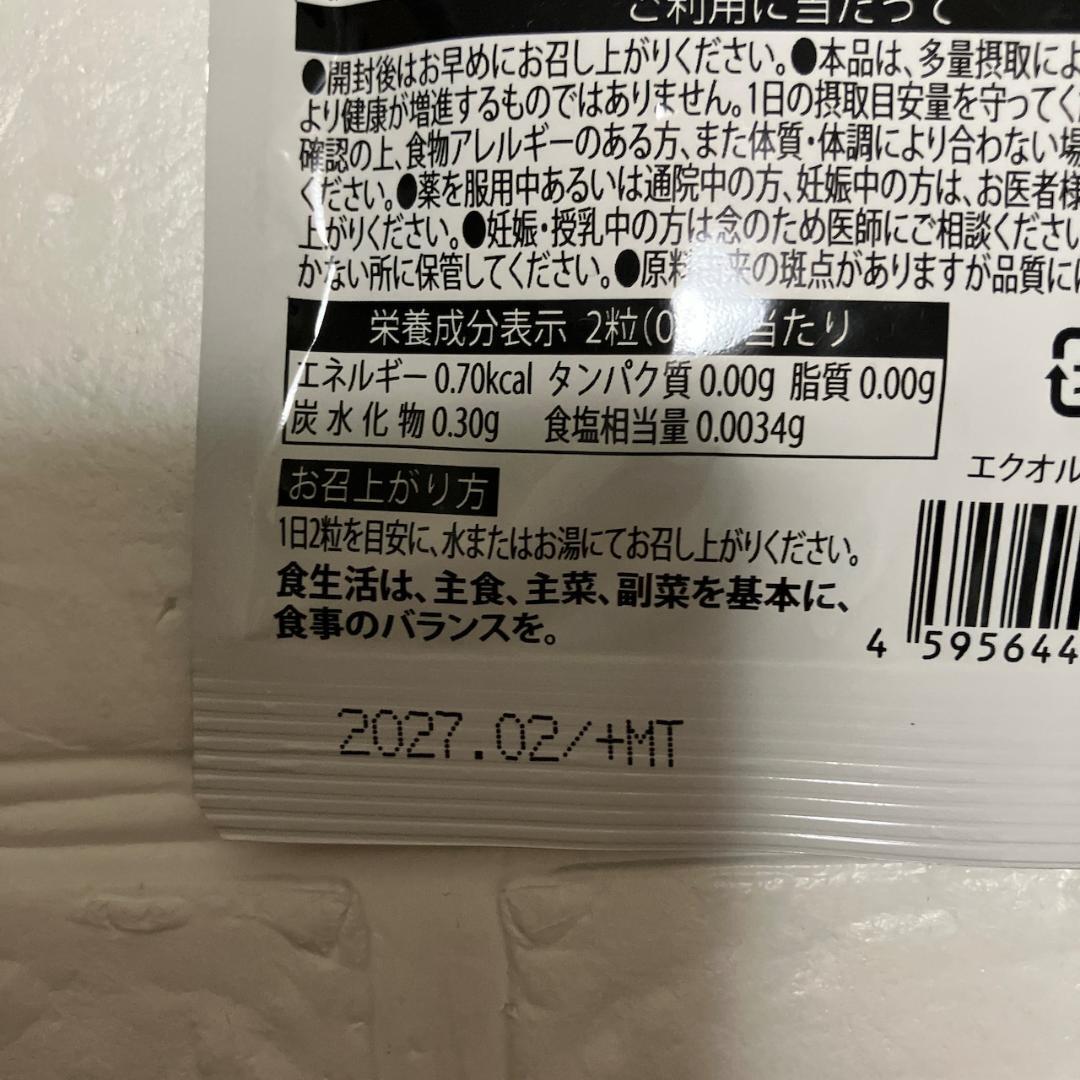 ご利用に当たって
●開封後はお早めにお召し上がりください。●本品は、多量摂取によ
より健康が増進するものではありません。1日の摂取目安量を守ってく
確認の上、食物アレルギーのある方、また体質・体調により合わない場
ください。●薬を服用中あるいは通院中の方、妊娠中の方は、お医者様
上がりください。●妊娠・授乳中の方は念のため医師にご相談ください
かない所に保管してください。●原料由来の斑点がありますが品質に
栄養成分表示 2粒(0 当たり
エネルギー 0.70kcal タンパク質 0.00g 脂質 0.00g
炭水化物 0.30g 食塩相当量 0.0034g
エクオル
お召上がり方
1日2粒を目安に、水またはお湯にてお召し上がりください。
食生活は、主食、主菜、副菜を基本に、
食事のバランスを。
4 595644
2027.02/+MT